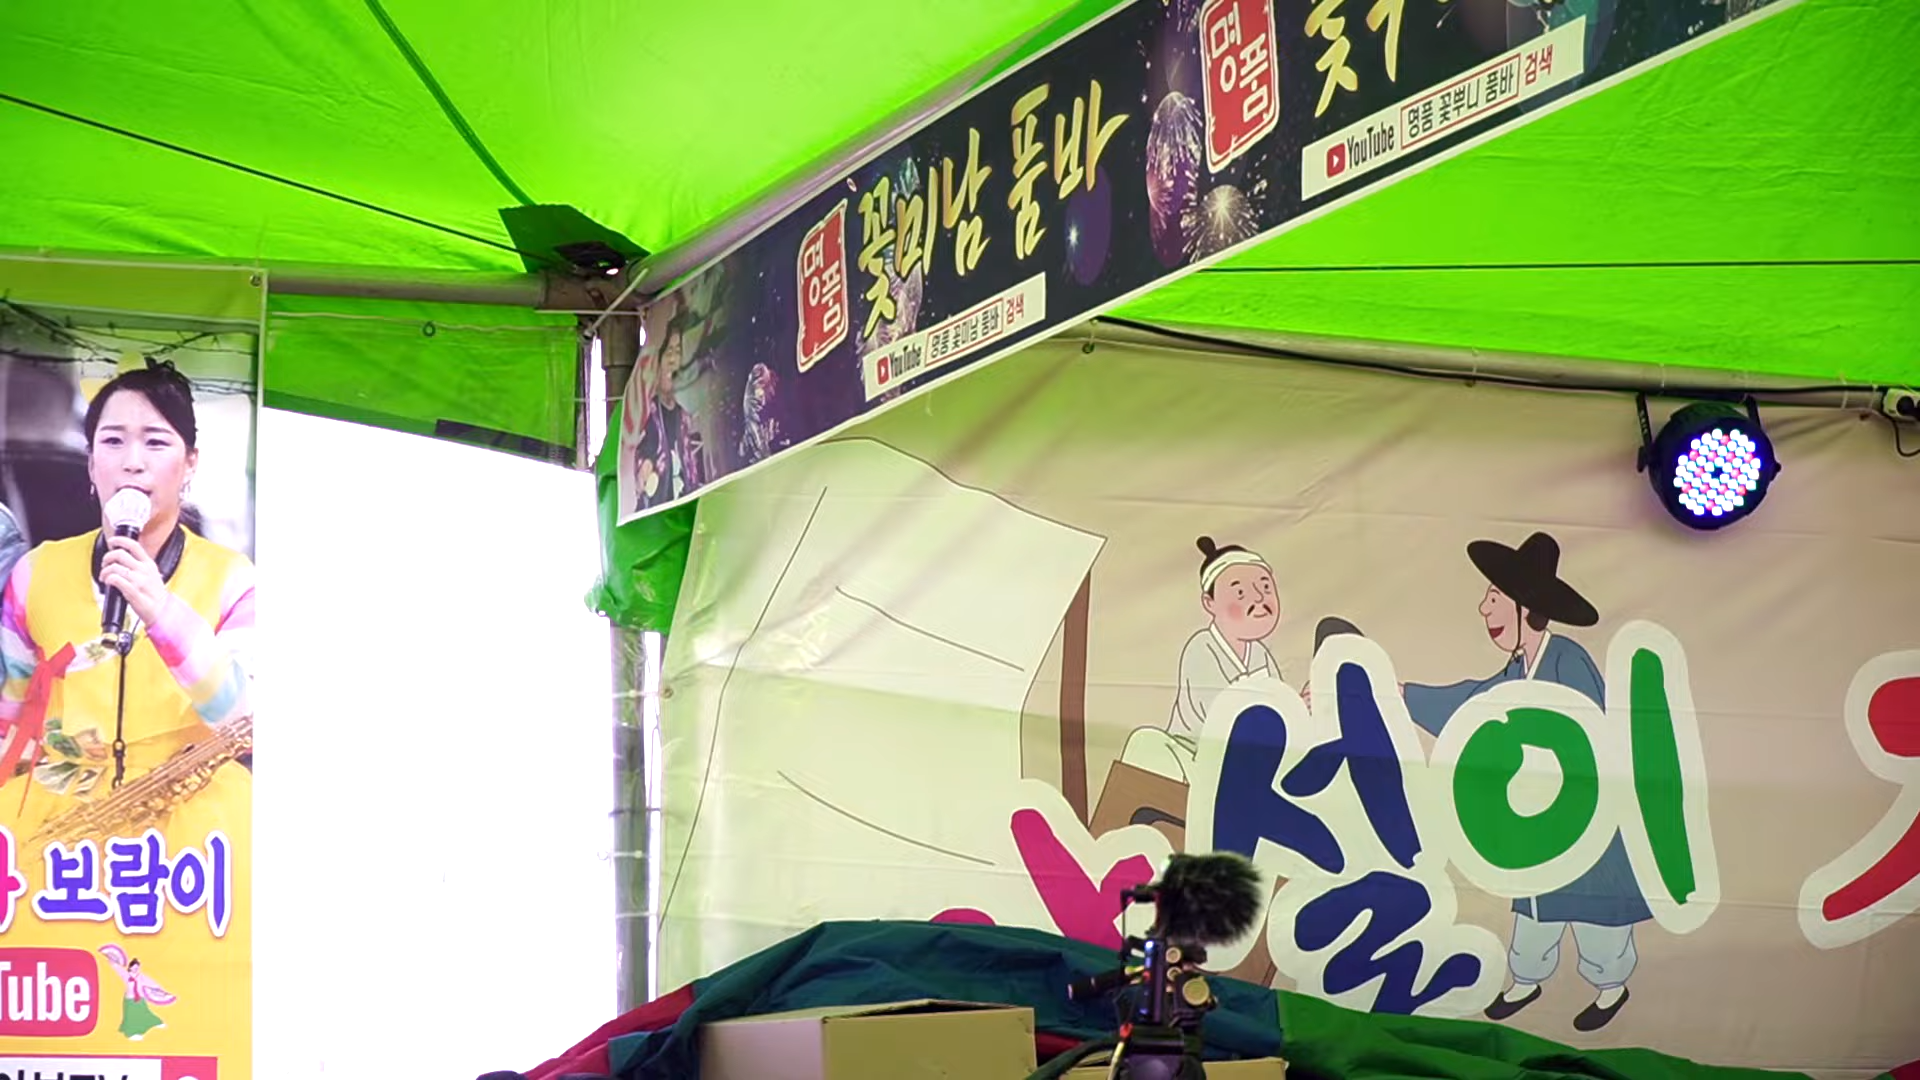 명품 꽃미남 품바
YouTube 명품 꽃미남 품바 검색
명품
YouTube 명품 꽃뿌니 품바 검색
보람이
Tube
설이